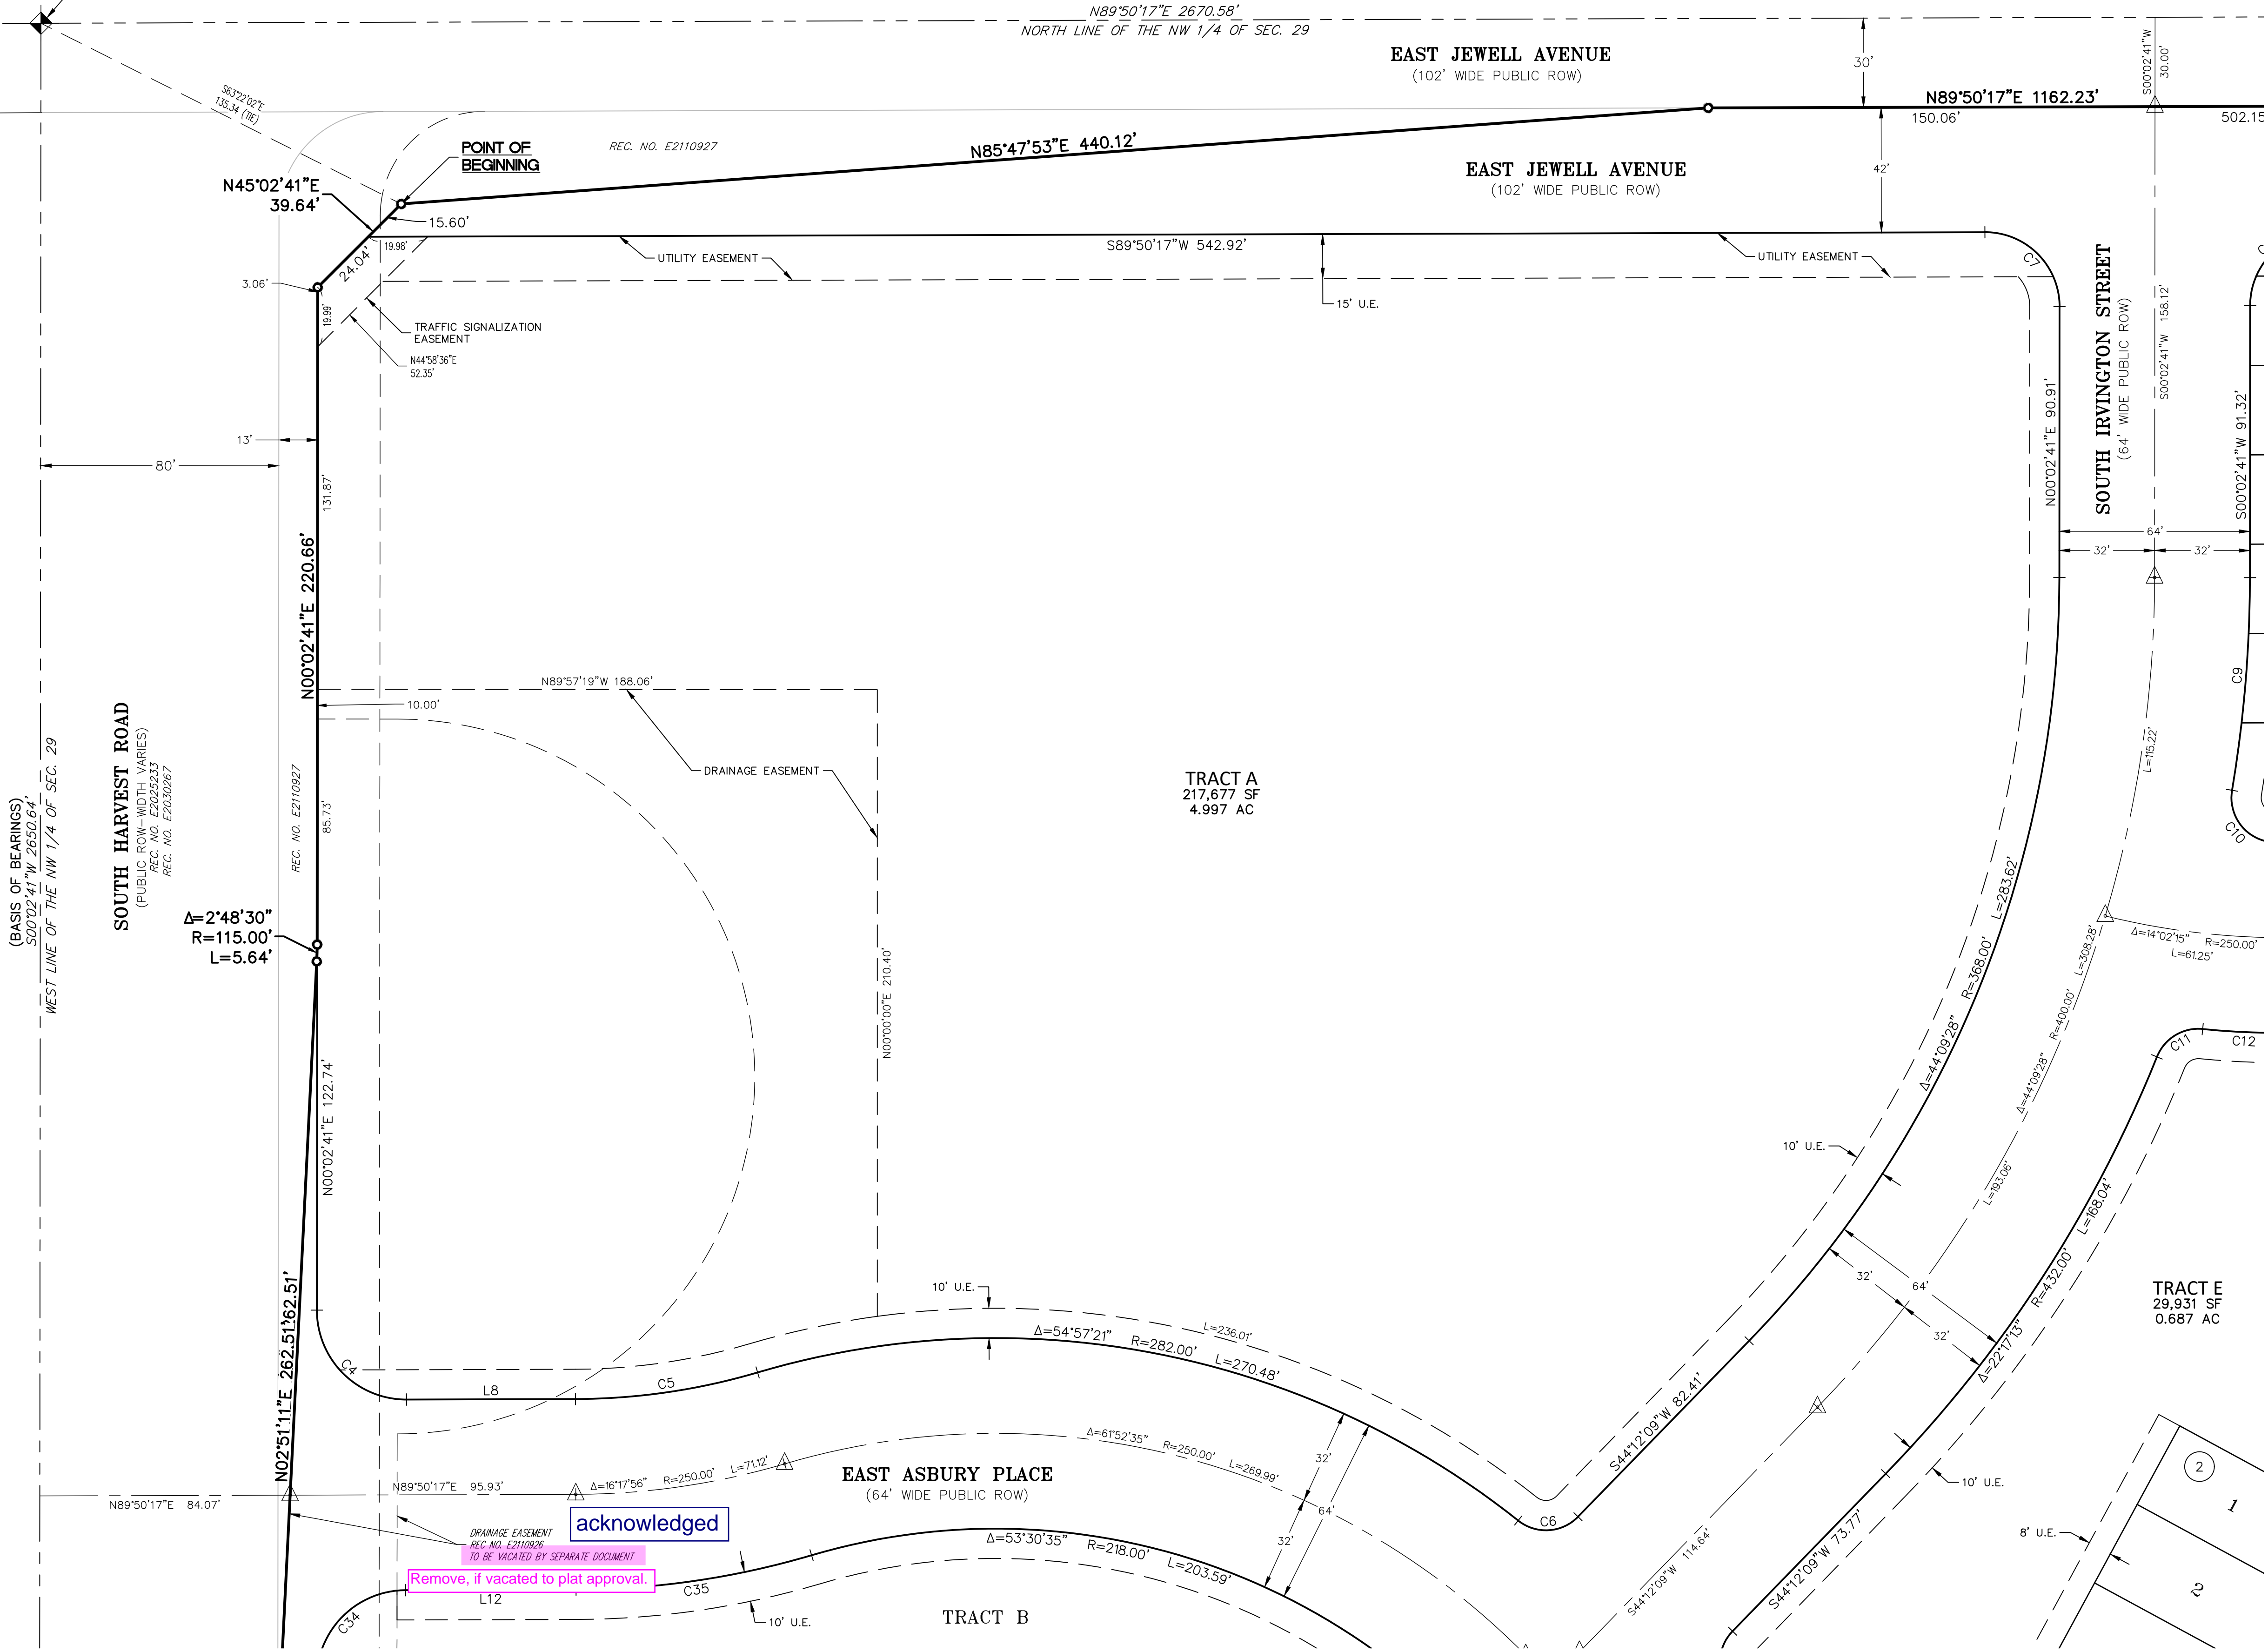 N89°50'17"E 2670.58'
NORTH LINE OF THE NW 1/4 OF SEC. 29
EAST JEWELL AVENUE
(102' WIDE PUBLIC ROW)
30'
S00°02'41"W
30.00'
S63°22'02"E
135.34 (TIE)
N89°50'17"E 1162.23'
150.06'
502.15
POINT OF
BEGINNING
REC. NO. E2110927
N85°47'53"E 440.12'
EAST JEWELL AVENUE
(102' WIDE PUBLIC ROW)
42'
N45°02'41"E
39.64'
15.60'
19.98'
24.04'
3.06'
19.99'
UTILITY EASEMENT
S89°50'17"W 542.92'
UTILITY EASEMENT
C7
15' U.E.
TRAFFIC SIGNALIZATION
EASEMENT
N44°58'36"E
52.35'
SOUTH IRVINGTON STREET
(64' WIDE PUBLIC ROW)
S00°02'41"W 158.12'
N00°02'41"E 90.91'
S00°02'41"W 91.32'
13'
80'
131.87'
64'
32'
32'
N00°02'41"E 220.66'
N89°57'19"W 188.06'
10.00'
C9
L=115.22'
DRAINAGE EASEMENT
TRACT A
217,677 SF
4.997 AC
C10
(BASIS OF BEARINGS)
S00°02'41"W 2650.64'
WEST LINE OF THE NW 1/4 OF SEC. 29
SOUTH HARVEST ROAD
(PUBLIC ROW-WIDTH VARIES)
REC. NO. E2025233
REC. NO. E2030267
REC. NO. E2110927
85.73'
Δ=2°48'30"
R=115.00'
L=5.64'
N00°00'00"E 210.40'
Δ=44°09'28" R=368.00' L=283.62'
Δ=44°09'28" R=400.00' L=308.28'
Δ=14°02'15" R=250.00'
L=61.25'
C11
C12
N00°02'41"E 122.74'
10' U.E.
L=193.06'
Δ=22°17'13" R=432.00' L=168.04'
32'
64'
32'
TRACT E
29,931 SF
0.687 AC
N02°51'11"E 262.51'
162.51'
10' U.E.
L=236.01'
Δ=54°57'21" R=282.00' L=270.48'
C4
L8
C5
S44°12'09"W 82.41'
Δ=61°52'35" R=250.00' L=269.99'
32'
64'
32'
EAST ASBURY PLACE
(64' WIDE PUBLIC ROW)
N89°50'17"E 84.07'
N89°50'17"E 95.93'
Δ=16°17'56" R=250.00' L=71.12'
C6
10' U.E.
2
1
2
8' U.E.
acknowledged
DRAINAGE EASEMENT
REC NO. E2110926
TO BE VACATED BY SEPARATE DOCUMENT
Remove, if vacated to plat approval.
Δ=53°30'35" R=218.00' L=203.59'
S44°12'09"W 114.64'
S44°12'09"W 73.77'
C34
L12
C35
10' U.E.
TRACT B